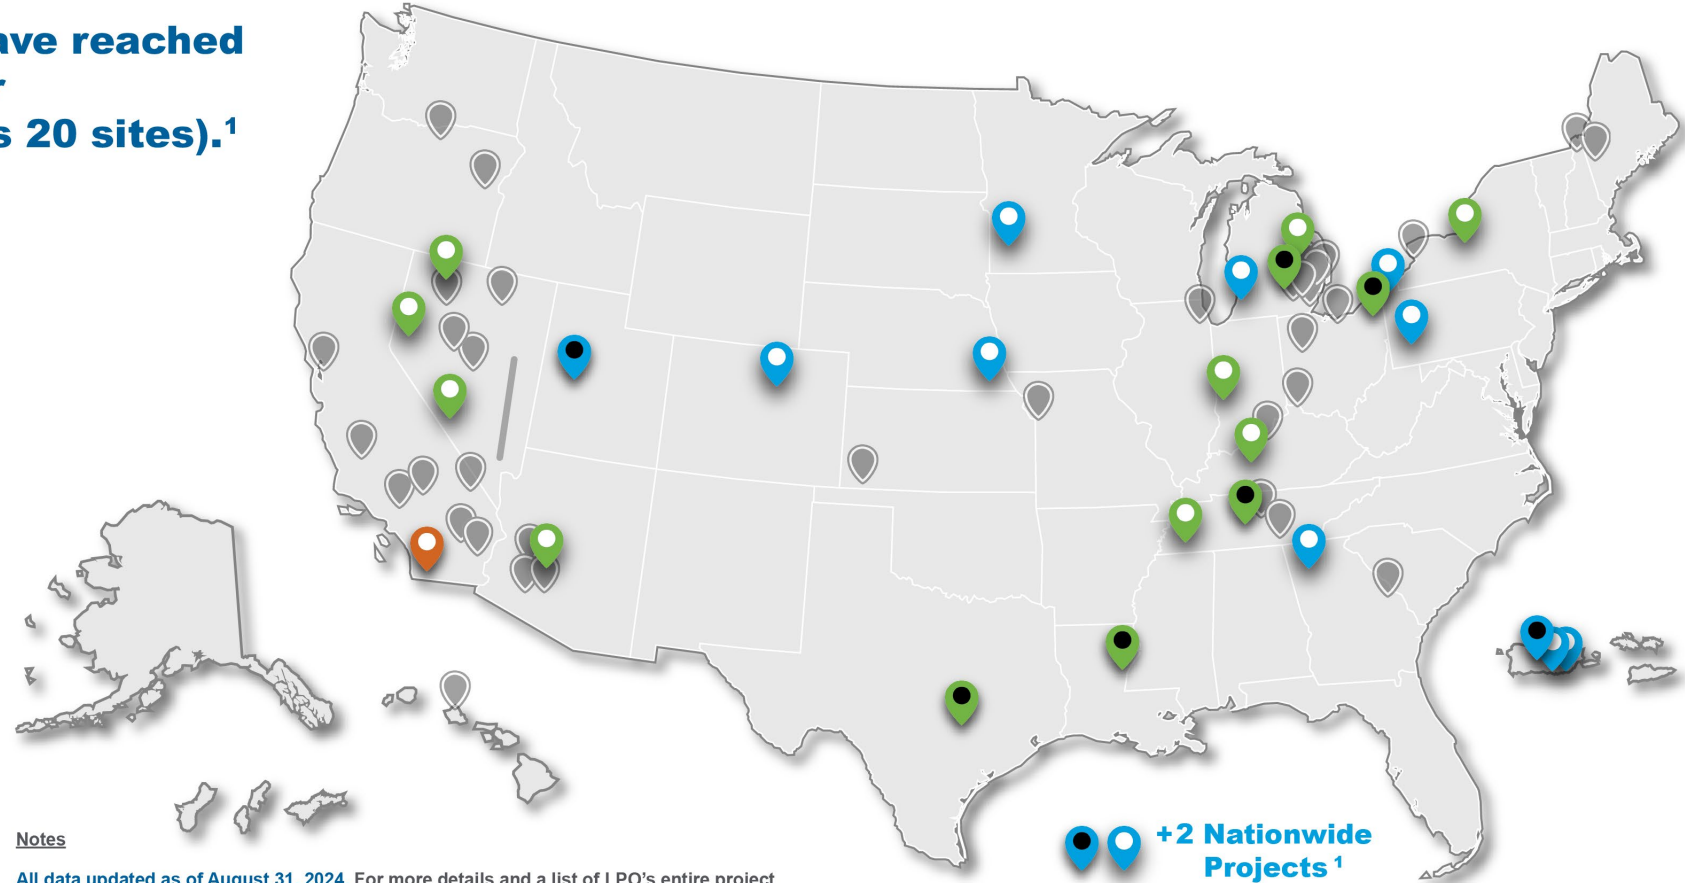 ave reached
s 20 sites).¹
+2 Nationwide
Projects ¹
Notes
All data updated as of August 31, 2024. For more details and a list of LPO's entire project